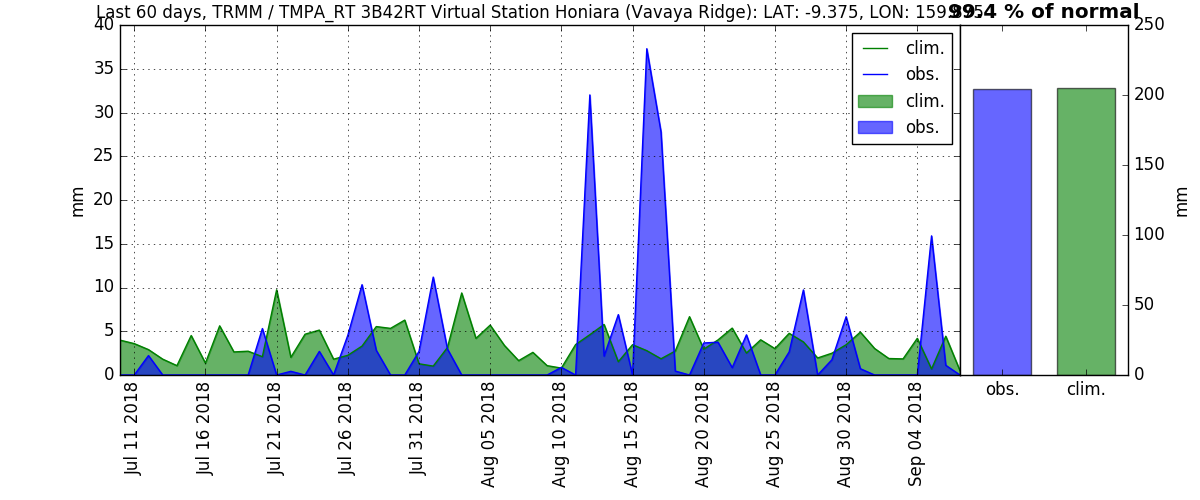 Last 60 days, TRMM / TMPA_RT 3B42RT Virtual Station Honiara (Vavaya Ridge): LAT: -9.375, LON:
99.4 % of normal
40
35
30
25
20
15
10
5
0
mm
clim.
obs.
clim.
obs.
250
200
150
100
50
0
mm
Jul 11 2018
Jul 16 2018
Jul 21 2018
Jul 26 2018
Jul 31 2018
Aug 05 2018
Aug 10 2018
Aug 15 2018
Aug 20 2018
Aug 25 2018
Aug 30 2018
Sep 04 2018
obs.
clim.